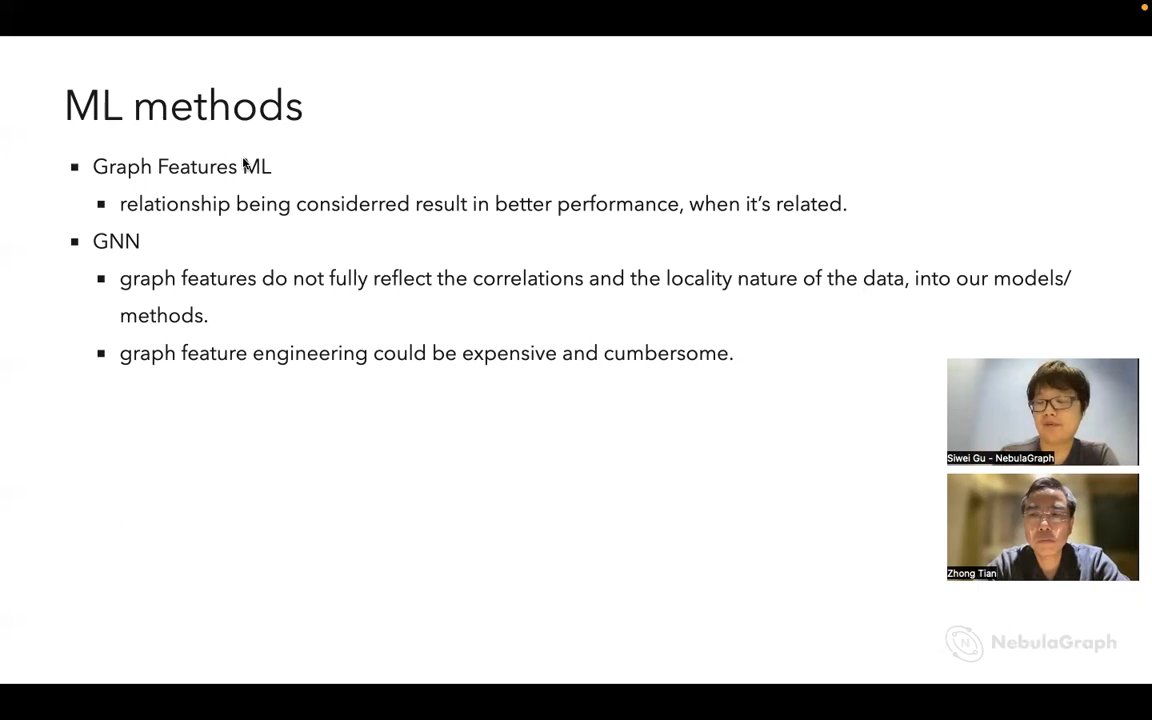 ML methods
Graph Features ML
relationship being considerred result in better performance, when it's related.
GNN
graph features do not fully reflect the correlations and the locality nature of the data, into our models/
methods.
graph feature engineering could be expensive and cumbersome.
Siwei Gu - NebulaGraph
Zhong Tian
N
NebulaGraph